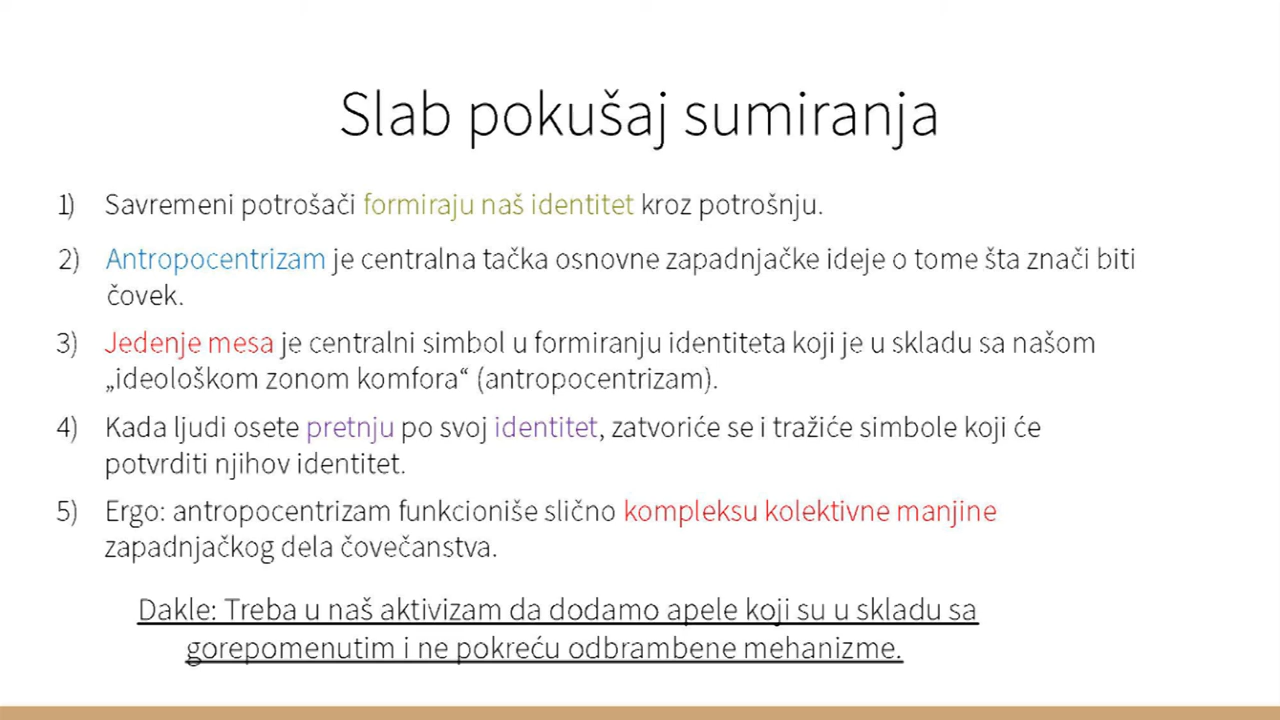 Slab pokušaj sumiranja
1) Savremeni potrošači formiraju naš identitet kroz potrošnju.
2) Antropocentrizam je centralna tačka osnovne zapadnjačke ideje o tome šta znači biti
čovek.
3) Jedenje mesa je centralni simbol u formiranju identiteta koji je u skladu sa našom
„ideološkom zonom komfora“ (antropocentrizam).
4) Kada ljudi osete pretnju po svoj identitet, zatvoriće se i tražiće simbole koji će
potvrditi njihov identitet.
5) Ergo: antropocentrizam funkcioniše slično kompleksu kolektivne manjine
zapadnjačkog dela čovečanstva.
Dakle: Treba u naš aktivizam da dodamo apele koji su u skladu sa
gorepomenutim i ne pokreću odbrambene mehanizme.